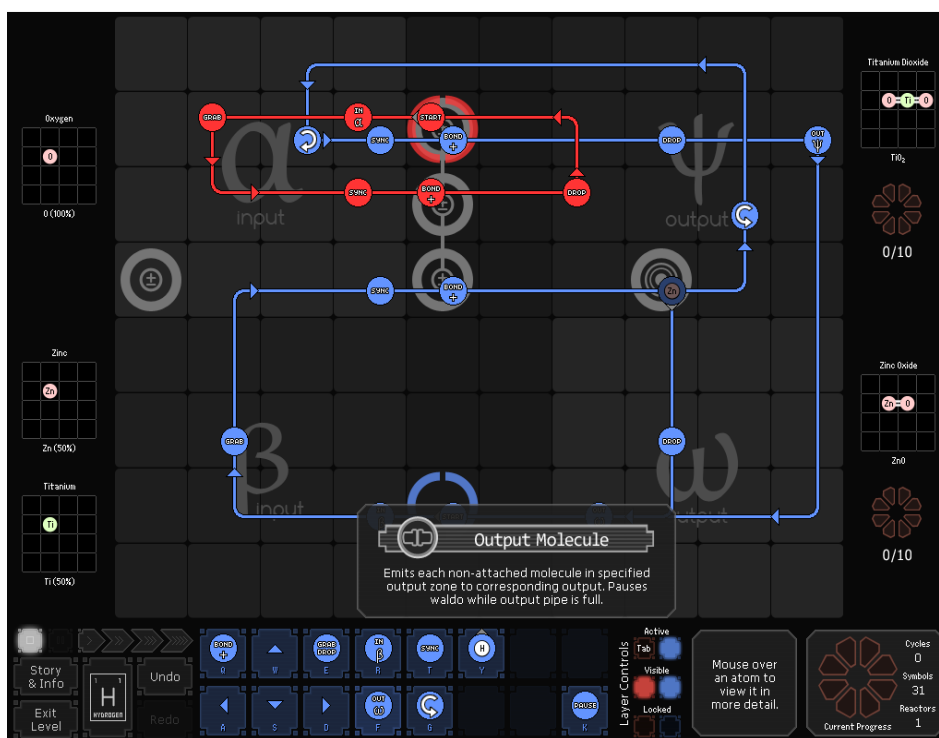 Oxygen
O
O (100%)
α
input
GRAB
IN
α
START
SYNC
BOND
+
DROP
OUT
ψ
SYNC
BOND
+
DROP
ψ
output
Titanium Dioxide
O Ti O
TiO₂
0/10
SYNC
BOND
+
Zn
Zinc
Zn
Zn (50%)
Titanium
Ti
Ti (50%)
GRAB
β
input
DROP
ω
output
Zinc Oxide
Zn O
ZnO
0/10
Output Molecule
Emits each non-attached molecule in specified
output zone to corresponding output. Pauses
waldo while output pipe is full.
Story
& Info
Exit
Level
1
H
HYDROGEN
Undo
Redo
BOND
+
W
GRAB
DROP
E
IN
β
R
SYNC
T
H
Y
A
S
D
OUT
ω
F
G
PAUSE
K
Layer Controls
Active
Tab
Visible
Locked
Mouse over
an atom to
view it in
more detail.
Cycles
0
Symbols
31
Reactors
1
Current Progress